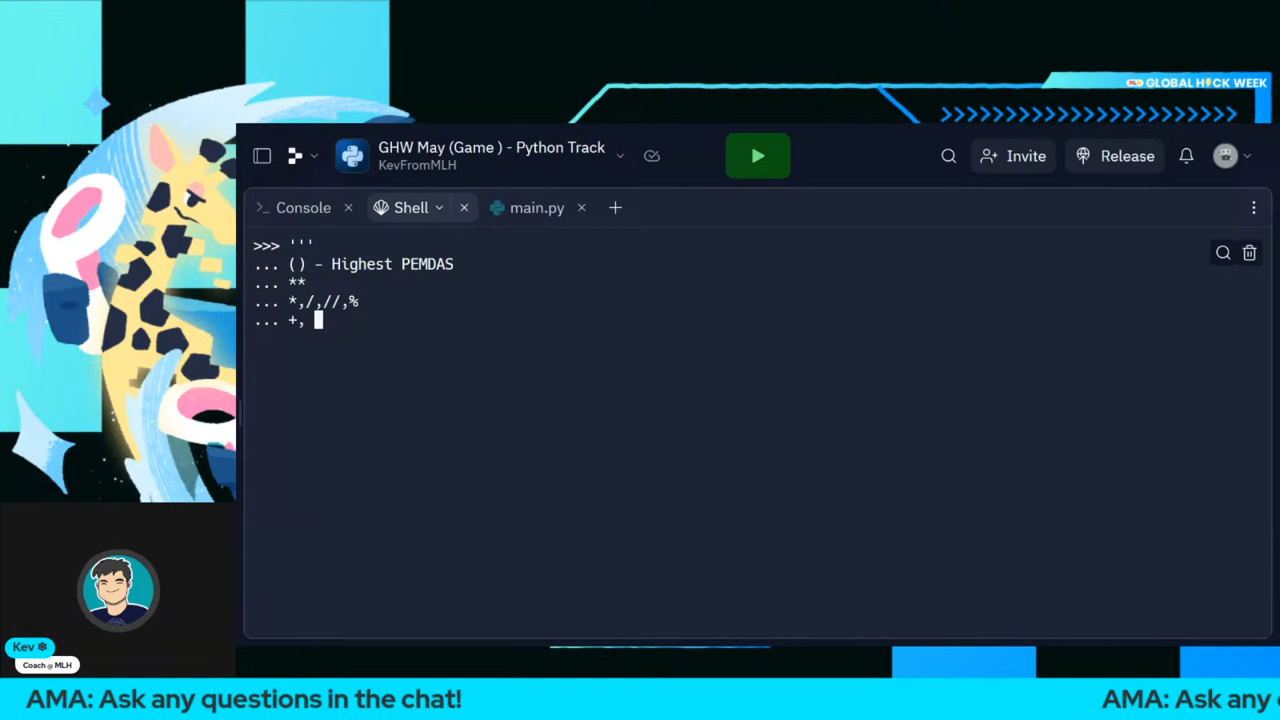 MLH GLOBAL HACK WEEK
GHW May (Game ) - Python Track
KevFromMLH
Invite
Release
Console
Shell
main.py
>>> '''
... () - Highest PEMDAS
... **
... *,/,//,%
... +,
Kev
Coach @ MLH
AMA: Ask any questions in the chat!
AMA: Ask any